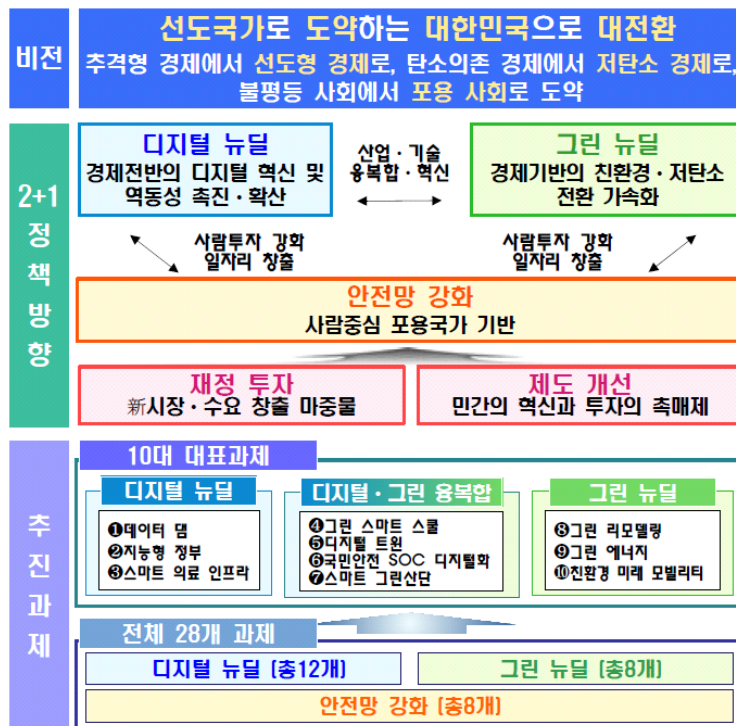 비전
선도국가로 도약하는 대한민국으로 대전환
추격형 경제에서 선도형 경제로, 탄소의존 경제에서 저탄소 경제로,
불평등 사회에서 포용 사회로 도약
2+1
정
책
방
향
디지털 뉴딜
경제전반의 디지털 혁신 및
역동성 촉진·확산
산업·기술
융복합·혁신
그린 뉴딜
경제기반의 친환경·저탄소
전환 가속화
사람투자 강화
일자리 창출
사람투자 강화
일자리 창출
안전망 강화
사람중심 포용국가 기반
재정 투자
新시장·수요 창출 마중물
제도 개선
민간의 혁신과 투자의 촉매제
추
진
과
제
10대 대표과제
디지털 뉴딜
❶데이터 댐
❷지능형 정부
❸스마트 의료 인프라
디지털·그린 융복합
❹그린 스마트 스쿨
❺디지털 트윈
❻국민안전 SOC 디지털화
❼스마트 그린산단
그린 뉴딜
❽그린 리모델링
❾그린 에너지
❿친환경 미래 모빌리티
전체 28개 과제
디지털 뉴딜 (총12개)
그린 뉴딜 (총8개)
안전망 강화 (총8개)